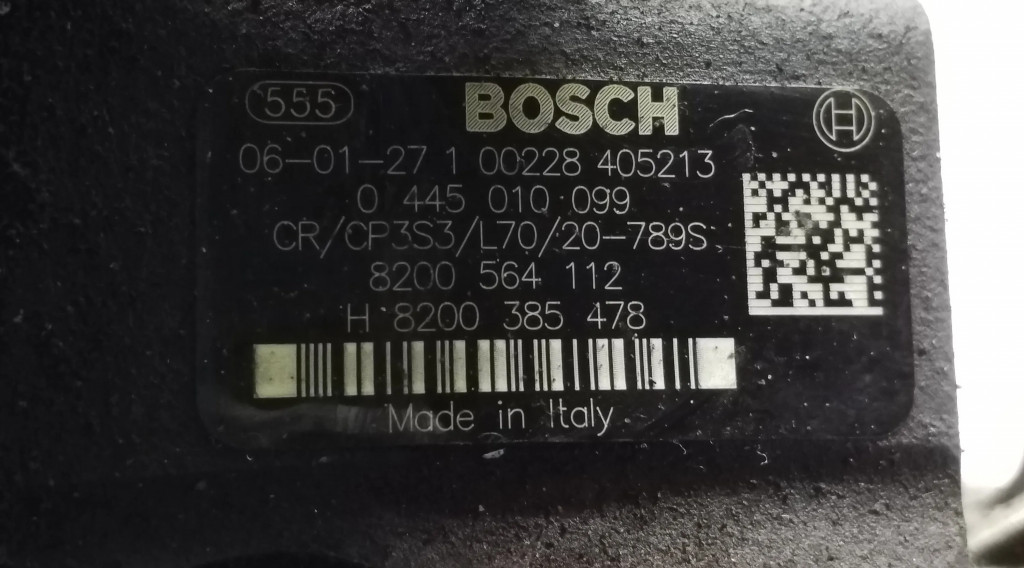 555 BOSCH H
06-01-27 1 00228 405213
0 445 010 099
CR/CP3S3/L70/20-789S
8200 564 112
H 8200 385 478
Made in Italy